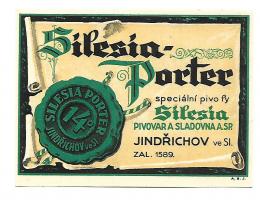 Silesia-
Porter
speciální pivo fy
Silesia
PIVOVAR A SLADOVNA A.SP.
JINDŘICHOV ve Sl.
ZAL. 1589.
SILESIA PORTER
14°
JINDŘICHOV ve Sl.